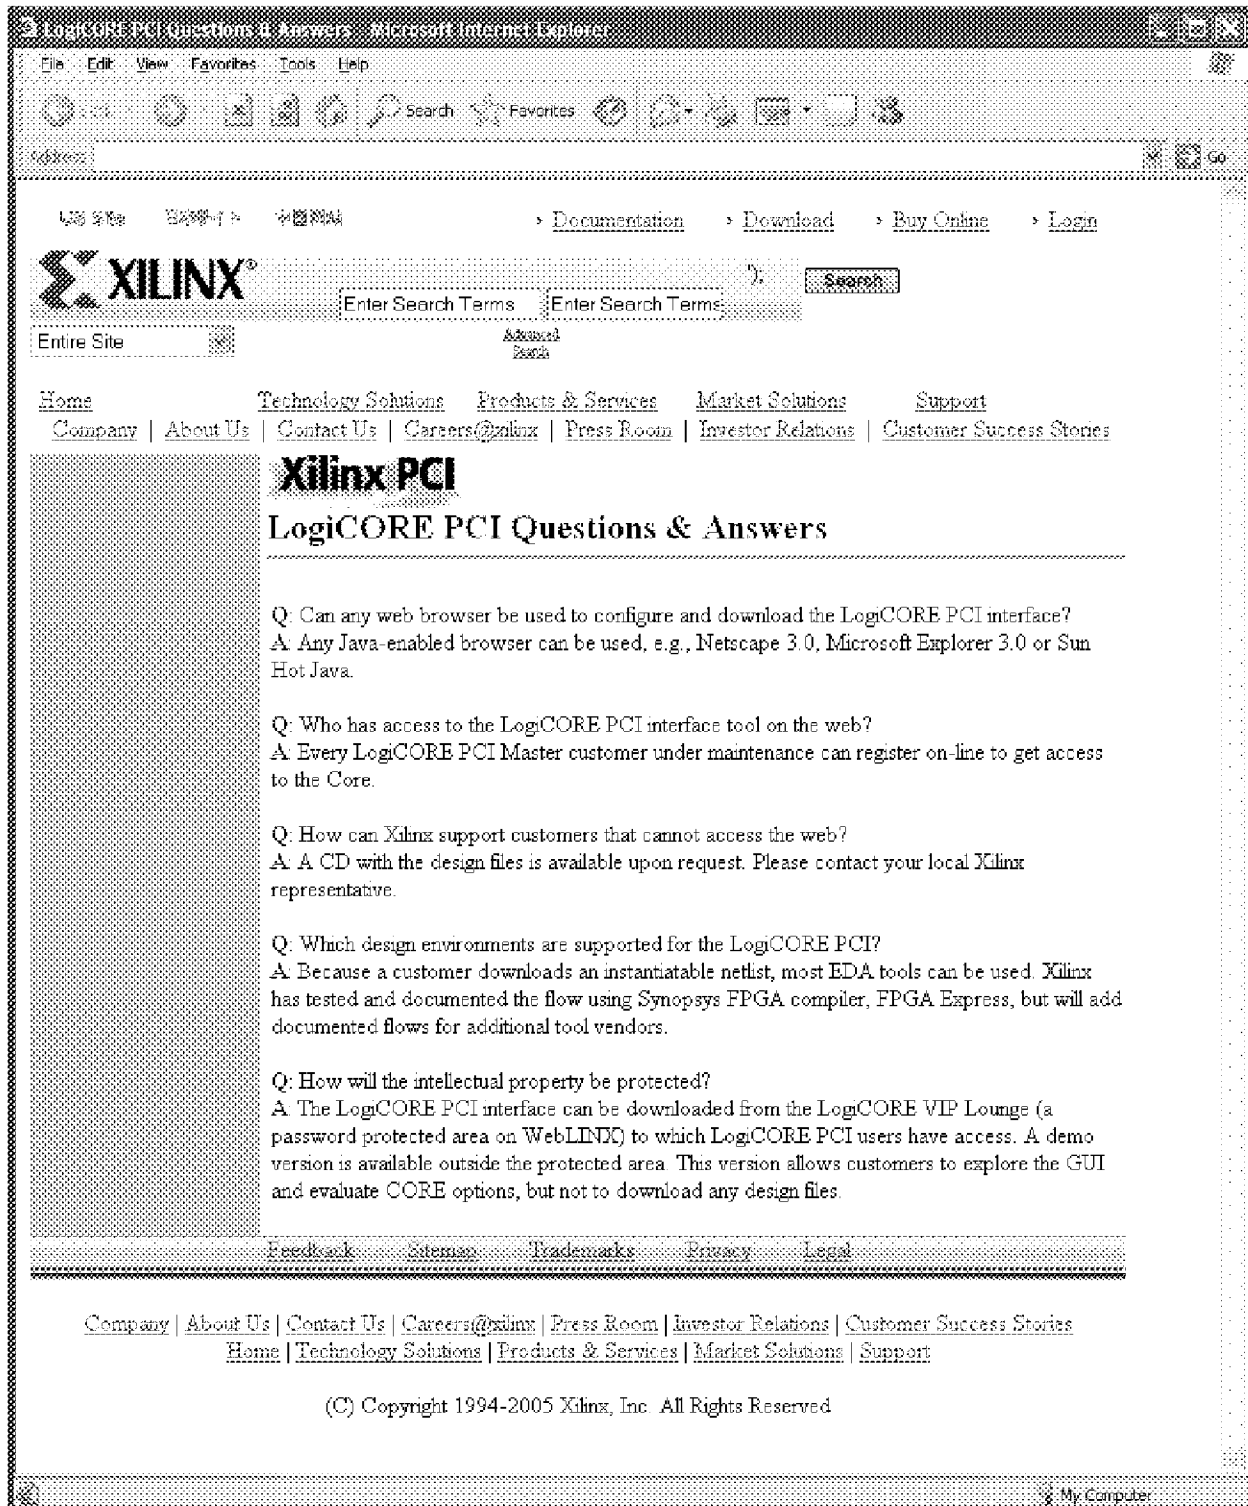 LogiCORE PCI Questions & Answers - Microsoft Internet Explorer
File Edit View Favorites Tools Help
Search Favorites
Address Go
US Site
> Documentation > Download > Buy Online > Login
XILINX®
');
Search
Enter Search Terms Enter Search Terms
Entire Site
Advanced
Search
Home Technology Solutions Products & Services Market Solutions Support
Company | About Us | Contact Us | Careers@xilinx | Press Room | Investor Relations | Customer Success Stories
Xilinx PCI
LogiCORE PCI Questions & Answers
Q: Can any web browser be used to configure and download the LogiCORE PCI interface?
A: Any Java-enabled browser can be used, e.g., Netscape 3.0, Microsoft Explorer 3.0 or Sun
Hot Java.
Q: Who has access to the LogiCORE PCI interface tool on the web?
A: Every LogiCORE PCI Master customer under maintenance can register on-line to get access
to the Core.
Q: How can Xilinx support customers that cannot access the web?
A: A CD with the design files is available upon request. Please contact your local Xilinx
representative.
Q: Which design environments are supported for the LogiCORE PCI?
A: Because a customer downloads an instantiatable netlist, most EDA tools can be used. Xilinx
has tested and documented the flow using Synopsys FPGA compiler, FPGA Express, but will add
documented flows for additional tool vendors.
Q: How will the intellectual property be protected?
A: The LogiCORE PCI interface can be downloaded from the LogiCORE VIP Lounge (a
password protected area on WebLINX) to which LogiCORE PCI users have access. A demo
version is available outside the protected area. This version allows customers to explore the GUI
and evaluate CORE options, but not to download any design files.
Feedback Sitemap Trademarks Privacy Legal
Company | About Us | Contact Us | Careers@xilinx | Press Room | Investor Relations | Customer Success Stories
Home | Technology Solutions | Products & Services | Market Solutions | Support
(C) Copyright 1994-2005 Xilinx, Inc. All Rights Reserved
My Computer